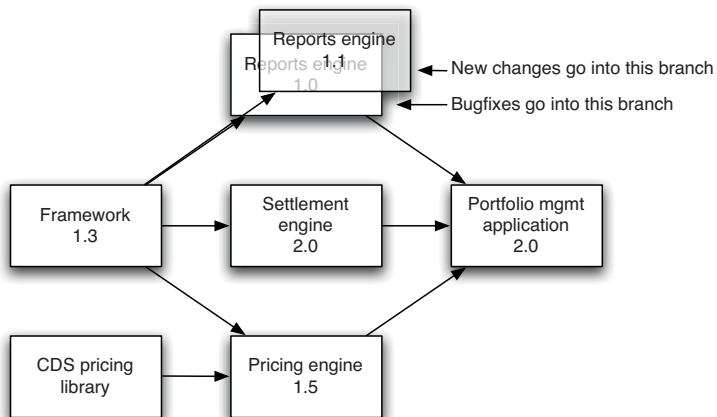 Reports engine
1.1
Reports engine
1.0
New changes go into this branch
Bugfixes go into this branch
Framework
1.3
Settlement
engine
2.0
Portfolio mgmt
application
2.0
CDS pricing
library
Pricing engine
1.5